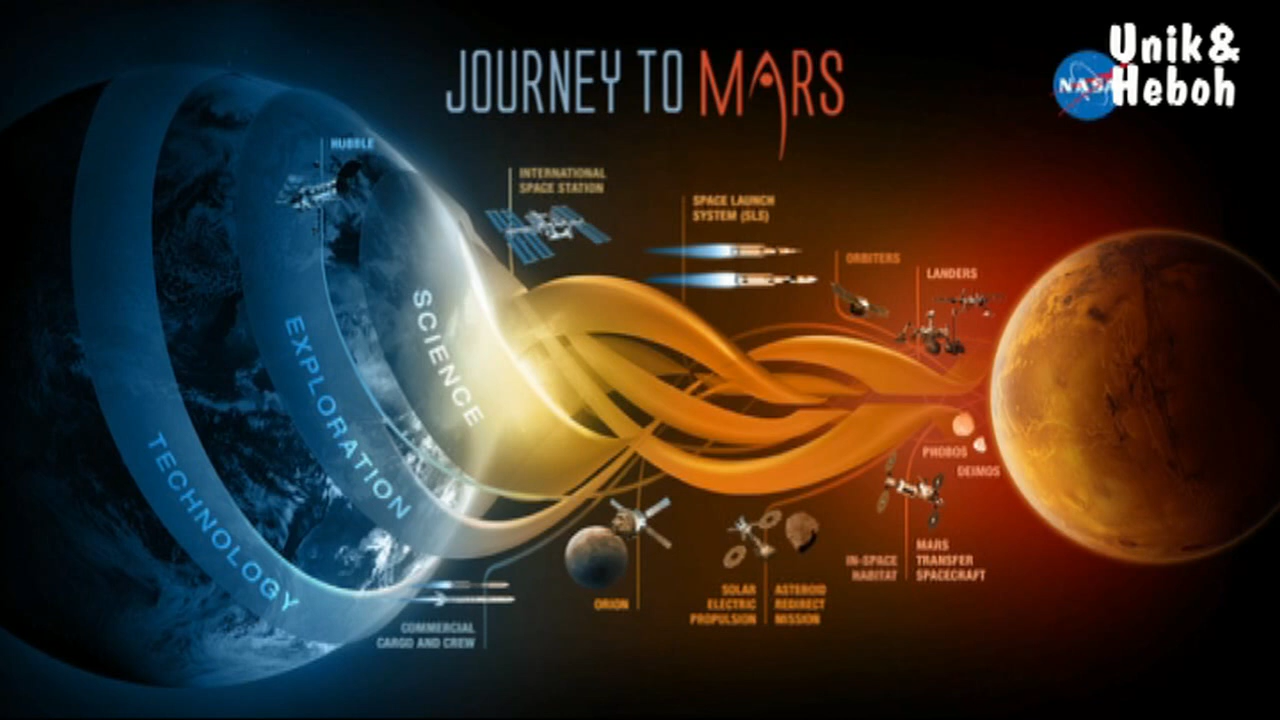 JOURNEY TO MARS
Unik&
NASA
Heboh
HUBBLE
INTERNATIONAL
SPACE STATION
SPACE LAUNCH
SYSTEM (SLS)
ORBITERS
LANDERS
SCIENCE
EXPLORATION
TECHNOLOGY
PHOBOS
DEIMOS
COMMERCIAL
CARGO AND CREW
ORION
SOLAR
ELECTRIC
PROPULSION
ASTEROID
REDIRECT
MISSION
IN-SPACE
HABITAT
MARS
TRANSFER
SPACECRAFT